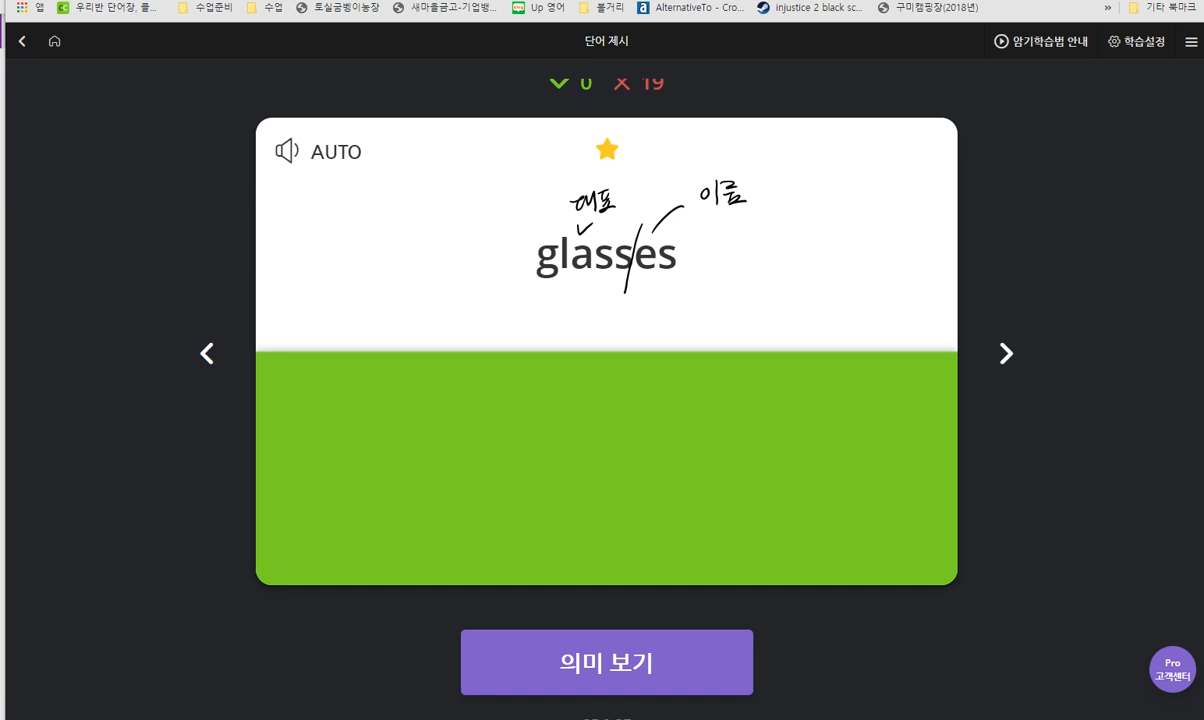 앱 우리반 단어장, 클... 수업준비 수업 토실굼벵이농장 새마을금고-기업뱅... Up 영어 볼거리 AlternativeTo - Cro... injustice 2 black sc... 구미캠핑장(2018년) » 기타 북마크
단어 제시 암기학습법 안내 학습설정
0 19
AUTO
이름
glasses
의미 보기
Pro
고객센터